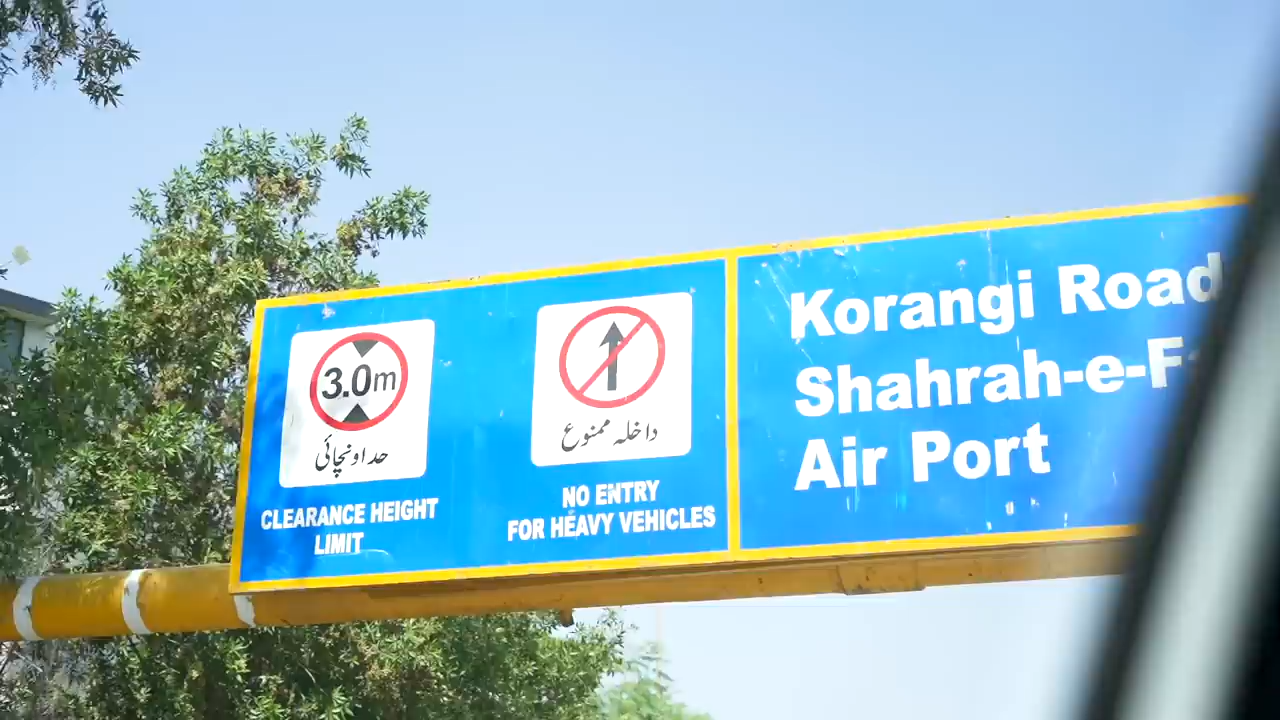 3.0m
حد اونچائی
CLEARANCE HEIGHT
LIMIT
داخلہ ممنوع
NO ENTRY
FOR HEAVY VEHICLES
Korangi Road
Shahrah-e-F
Air Port